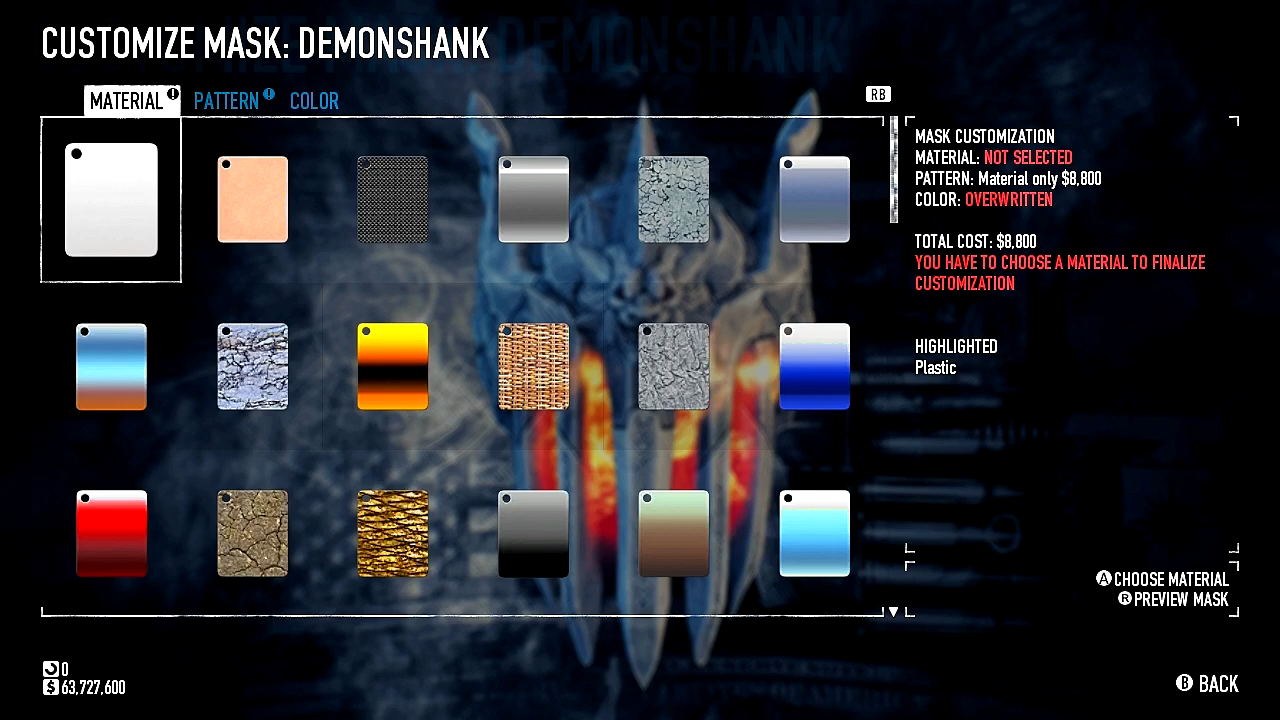 CUSTOMIZE MASK: DEMONSHANK
MATERIAL
PATTERN
COLOR
RB
MASK CUSTOMIZATION
MATERIAL: NOT SELECTED
PATTERN: Material only $8,800
COLOR: OVERWRITTEN
TOTAL COST: $8,800
YOU HAVE TO CHOOSE A MATERIAL TO FINALIZE
CUSTOMIZATION
HIGHLIGHTED
Plastic
A CHOOSE MATERIAL
R PREVIEW MASK
0
$ 63,727,600
B BACK